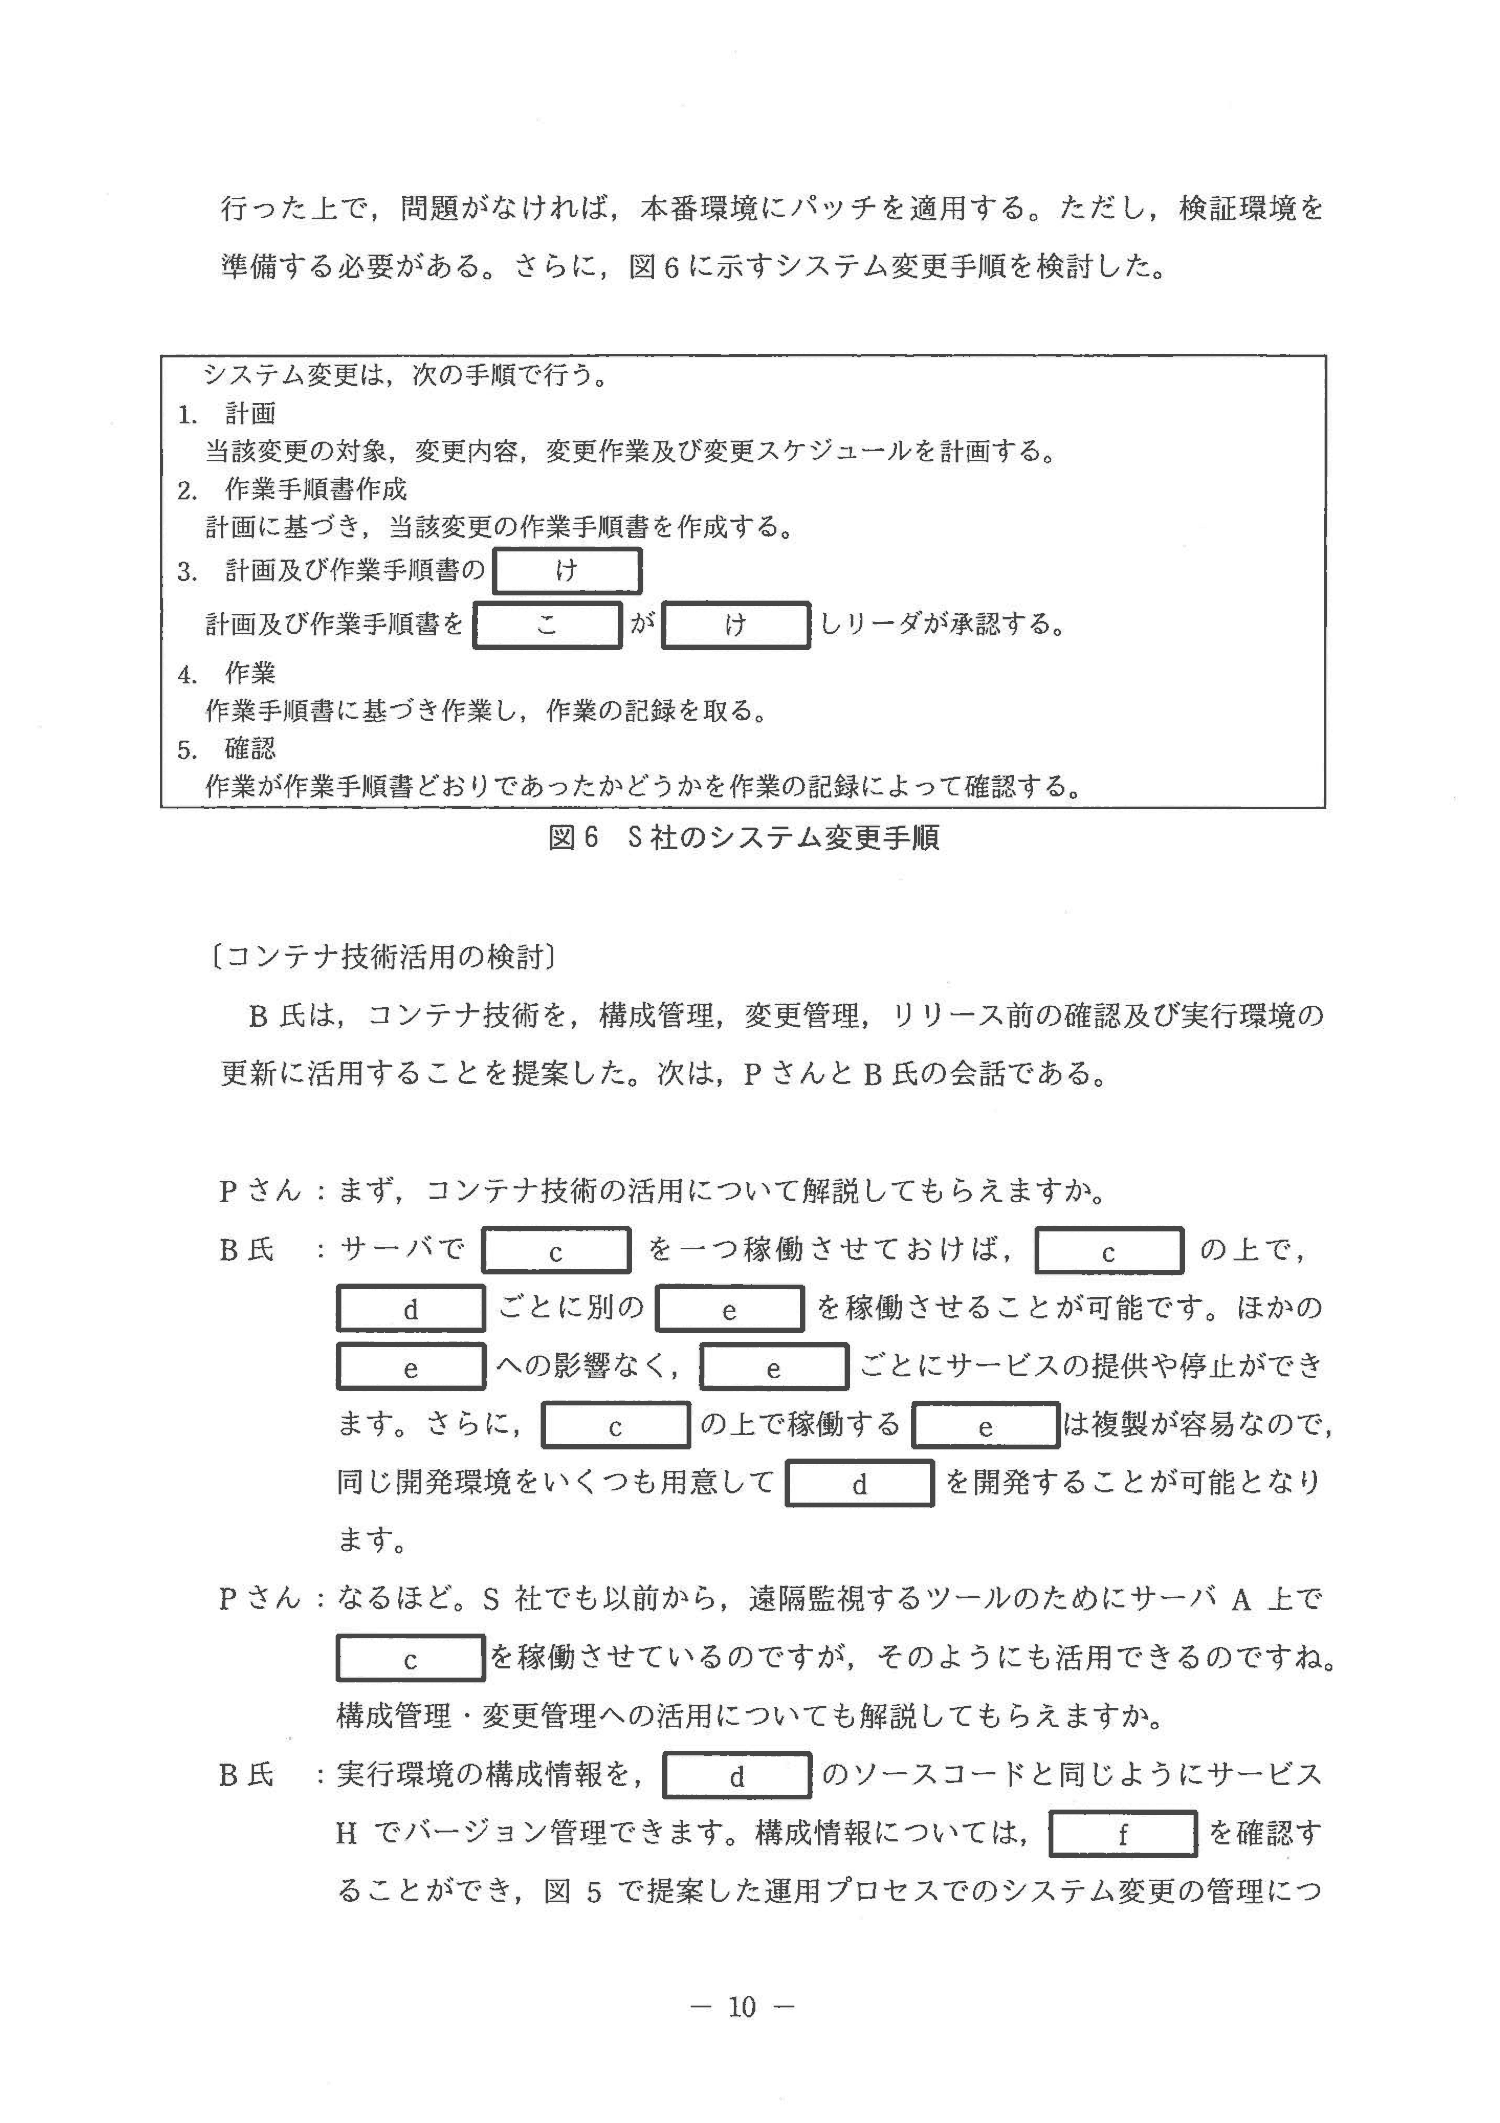 行った上で，問題がなければ，本番環境にパッチを適用する。ただし，検証環境を
準備する必要がある。さらに，図6に示すシステム変更手順を検討した。
システム変更は，次の手順で行う。
1. 計画
当該変更の対象，変更内容，変更作業及び変更スケジュールを計画する。
2. 作業手順書作成
計画に基づき，当該変更の作業手順書を作成する。
3. 計画及び作業手順書の け
計画及び作業手順書を こ が け しリーダが承認する。
4. 作業
作業手順書に基づき作業し，作業の記録を取る。
5. 確認
作業が作業手順書どおりであったかどうかを作業の記録によって確認する。
図6 S社のシステム変更手順
〔コンテナ技術活用の検討〕
B氏は，コンテナ技術を，構成管理，変更管理，リリース前の確認及び実行環境の
更新に活用することを提案した。次は，PさんとB氏の会話である。
Pさん：まず，コンテナ技術の活用について解説してもらえますか。
B氏 ：サーバで c を一つ稼働させておけば， c の上で，
d ごとに別の e を稼働させることが可能です。ほかの
e への影響なく， e ごとにサービスの提供や停止ができ
ます。さらに， c の上で稼働する e は複製が容易なので，
同じ開発環境をいくつも用意して d を開発することが可能となり
ます。
Pさん：なるほど。S社でも以前から，遠隔監視するツールのためにサーバA上で
c を稼働させているのですが，そのようにも活用できるのですね。
構成管理・変更管理への活用についても解説してもらえますか。
B氏 ：実行環境の構成情報を， d のソースコードと同じようにサービス
Hでバージョン管理できます。構成情報については， f を確認す
ることができ，図5で提案した運用プロセスでのシステム変更の管理につ
― 10 ―